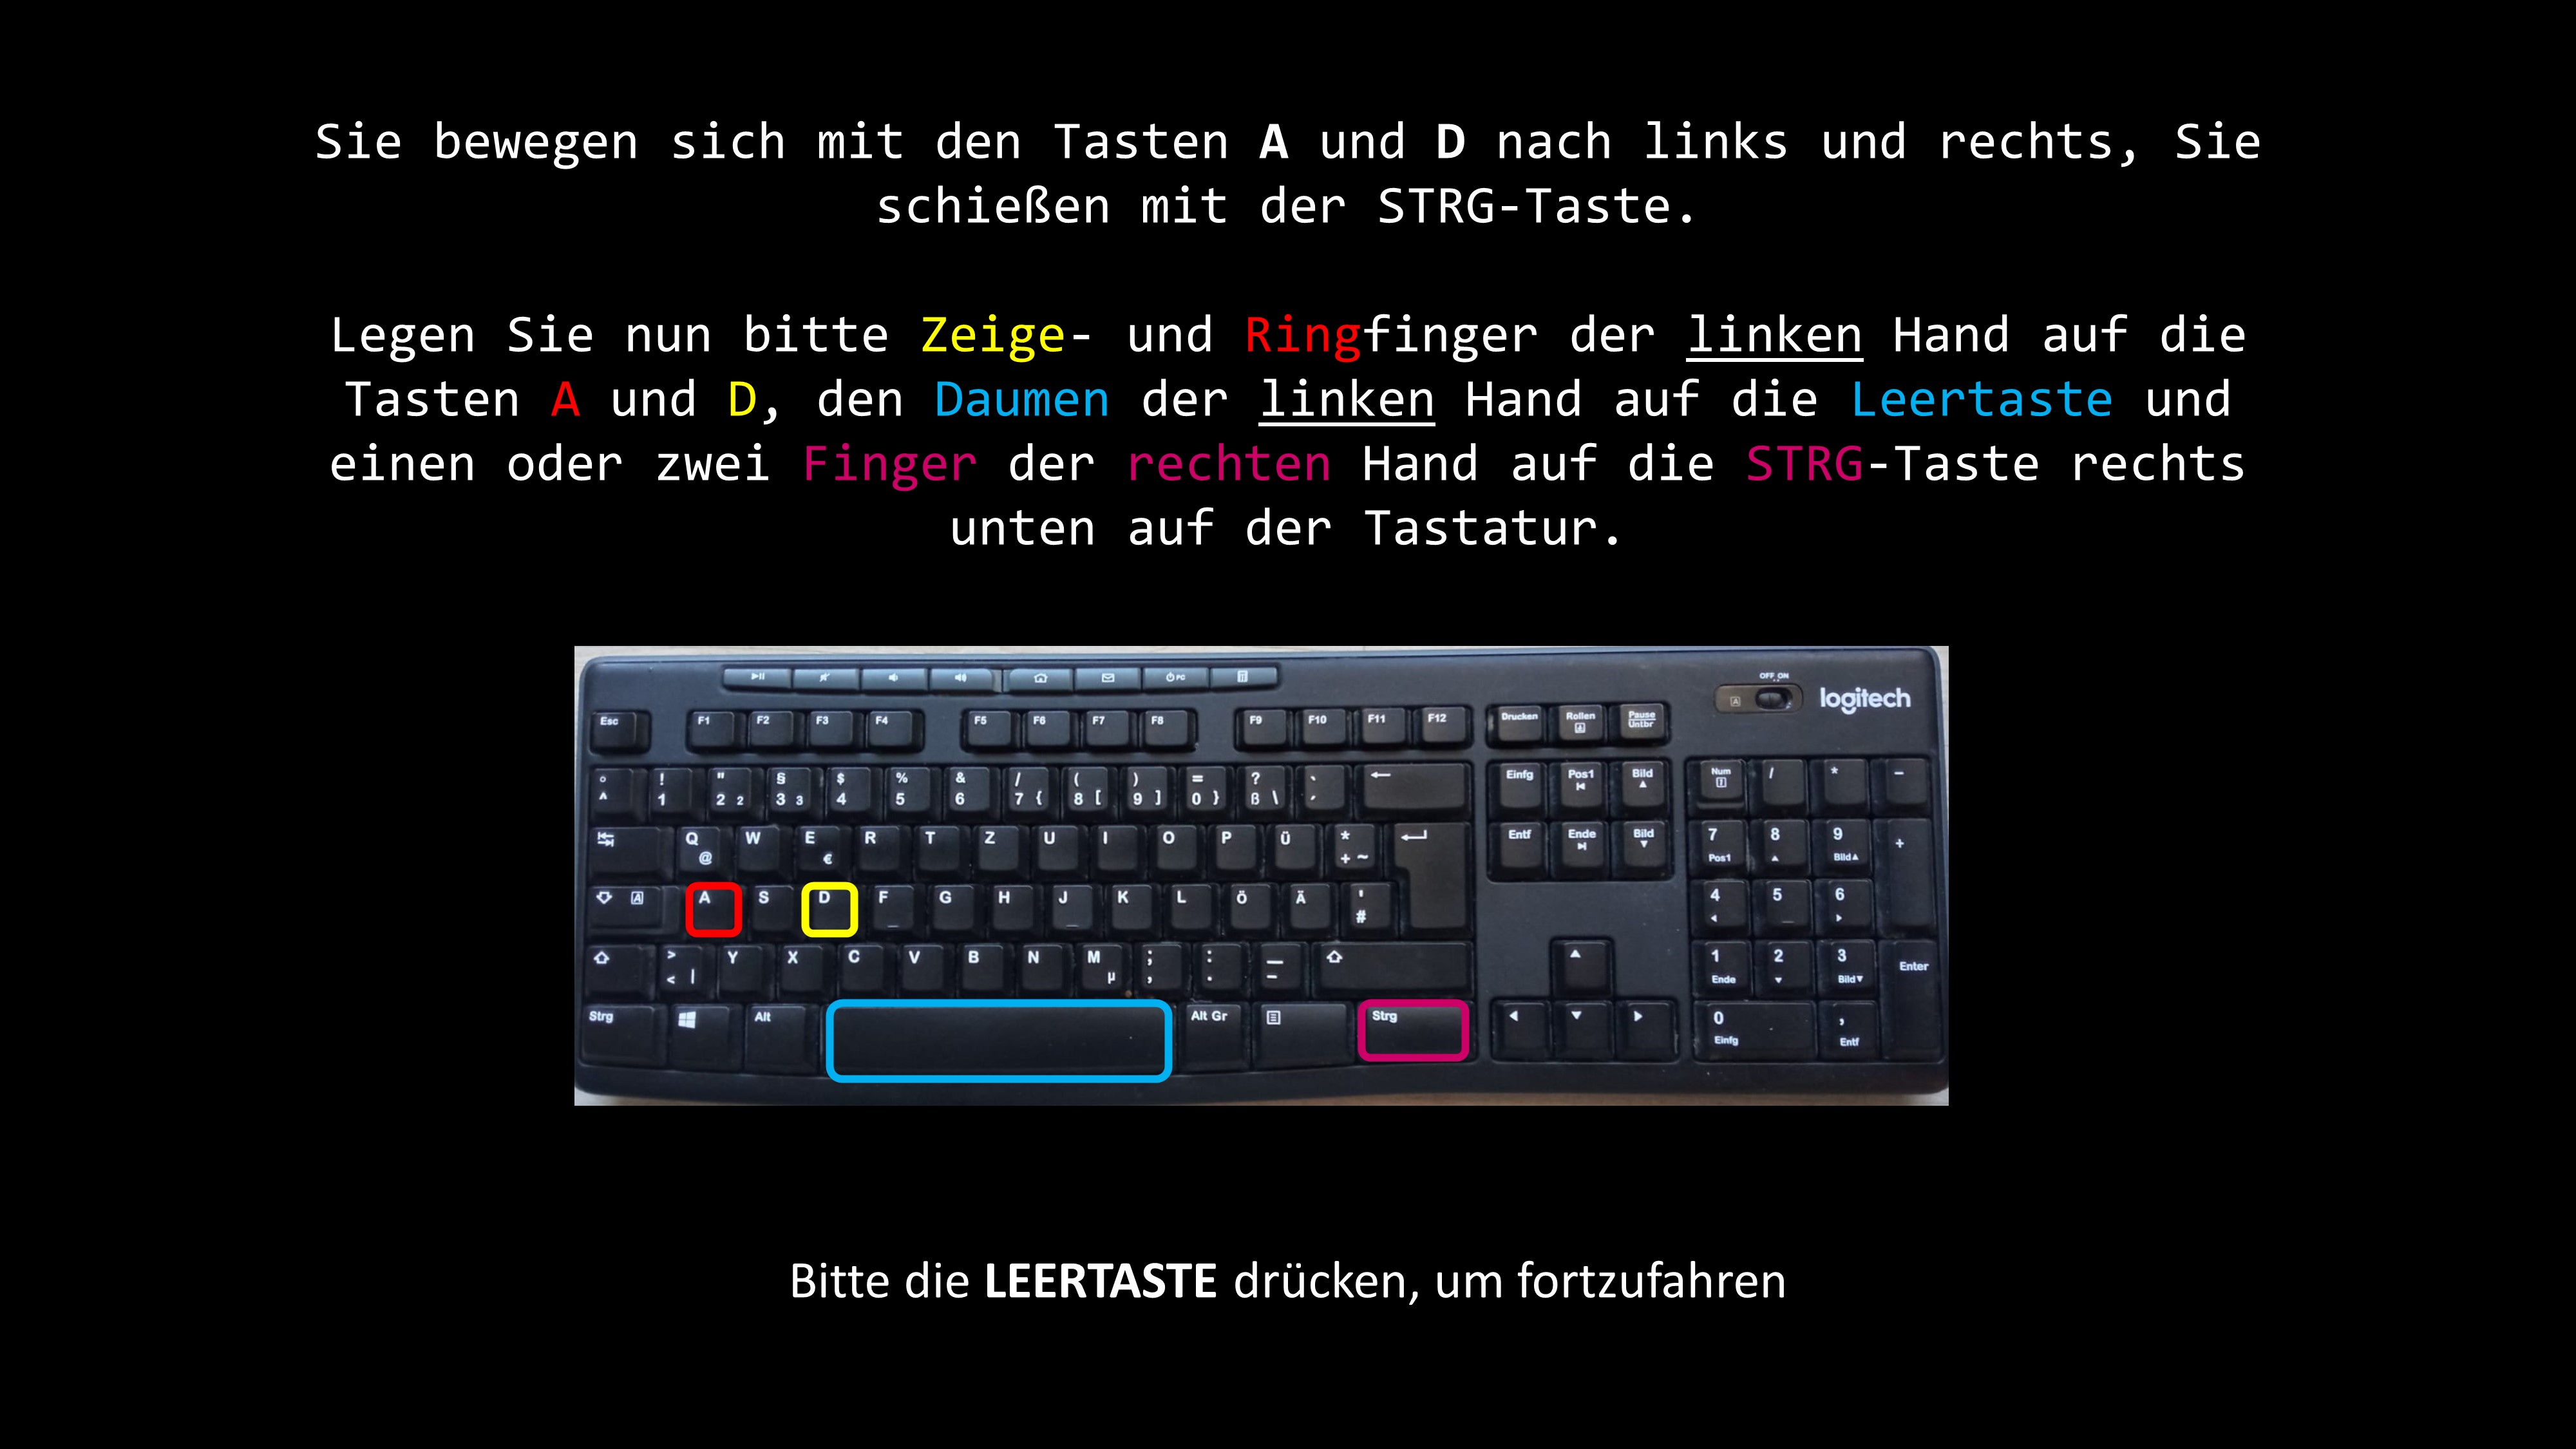 Sie bewegen sich mit den Tasten A und D nach links und rechts, Sie
schießen mit der STRG-Taste.
Legen Sie nun bitte Zeige- und Ringfinger der linken Hand auf die
Tasten A und D, den Daumen der linken Hand auf die Leertaste und
einen oder zwei Finger der rechten Hand auf die STRG-Taste rechts
unten auf der Tastatur.
PC
OFF ON
A
logitech
Esc F1 F2 F3 F4 F5 F6 F7 F8 F9 F10 F11 F12 Drucken Rollen Pause Untbr
° ^ ! 1 " 2 2 § 3 3 $ 4 % 5 & 6 / 7 { ( 8 [ ) 9 ] = 0 } ? ß \ ` ´ Einfg Pos1 Bild Num / * -
Q @ W E € R T Z U I O P Ü * + ~ Entf Ende Bild 7 Pos1 8 9 Bild +
A A S D F G H J K L Ö Ä ' # 4 5 6
> < | Y X C V B N M µ ; , : . _ - 1 Ende 2 3 Bild Enter
Strg Alt Alt Gr Strg 0 Einfg , Entf
Bitte die LEERTASTE drücken, um fortzufahren